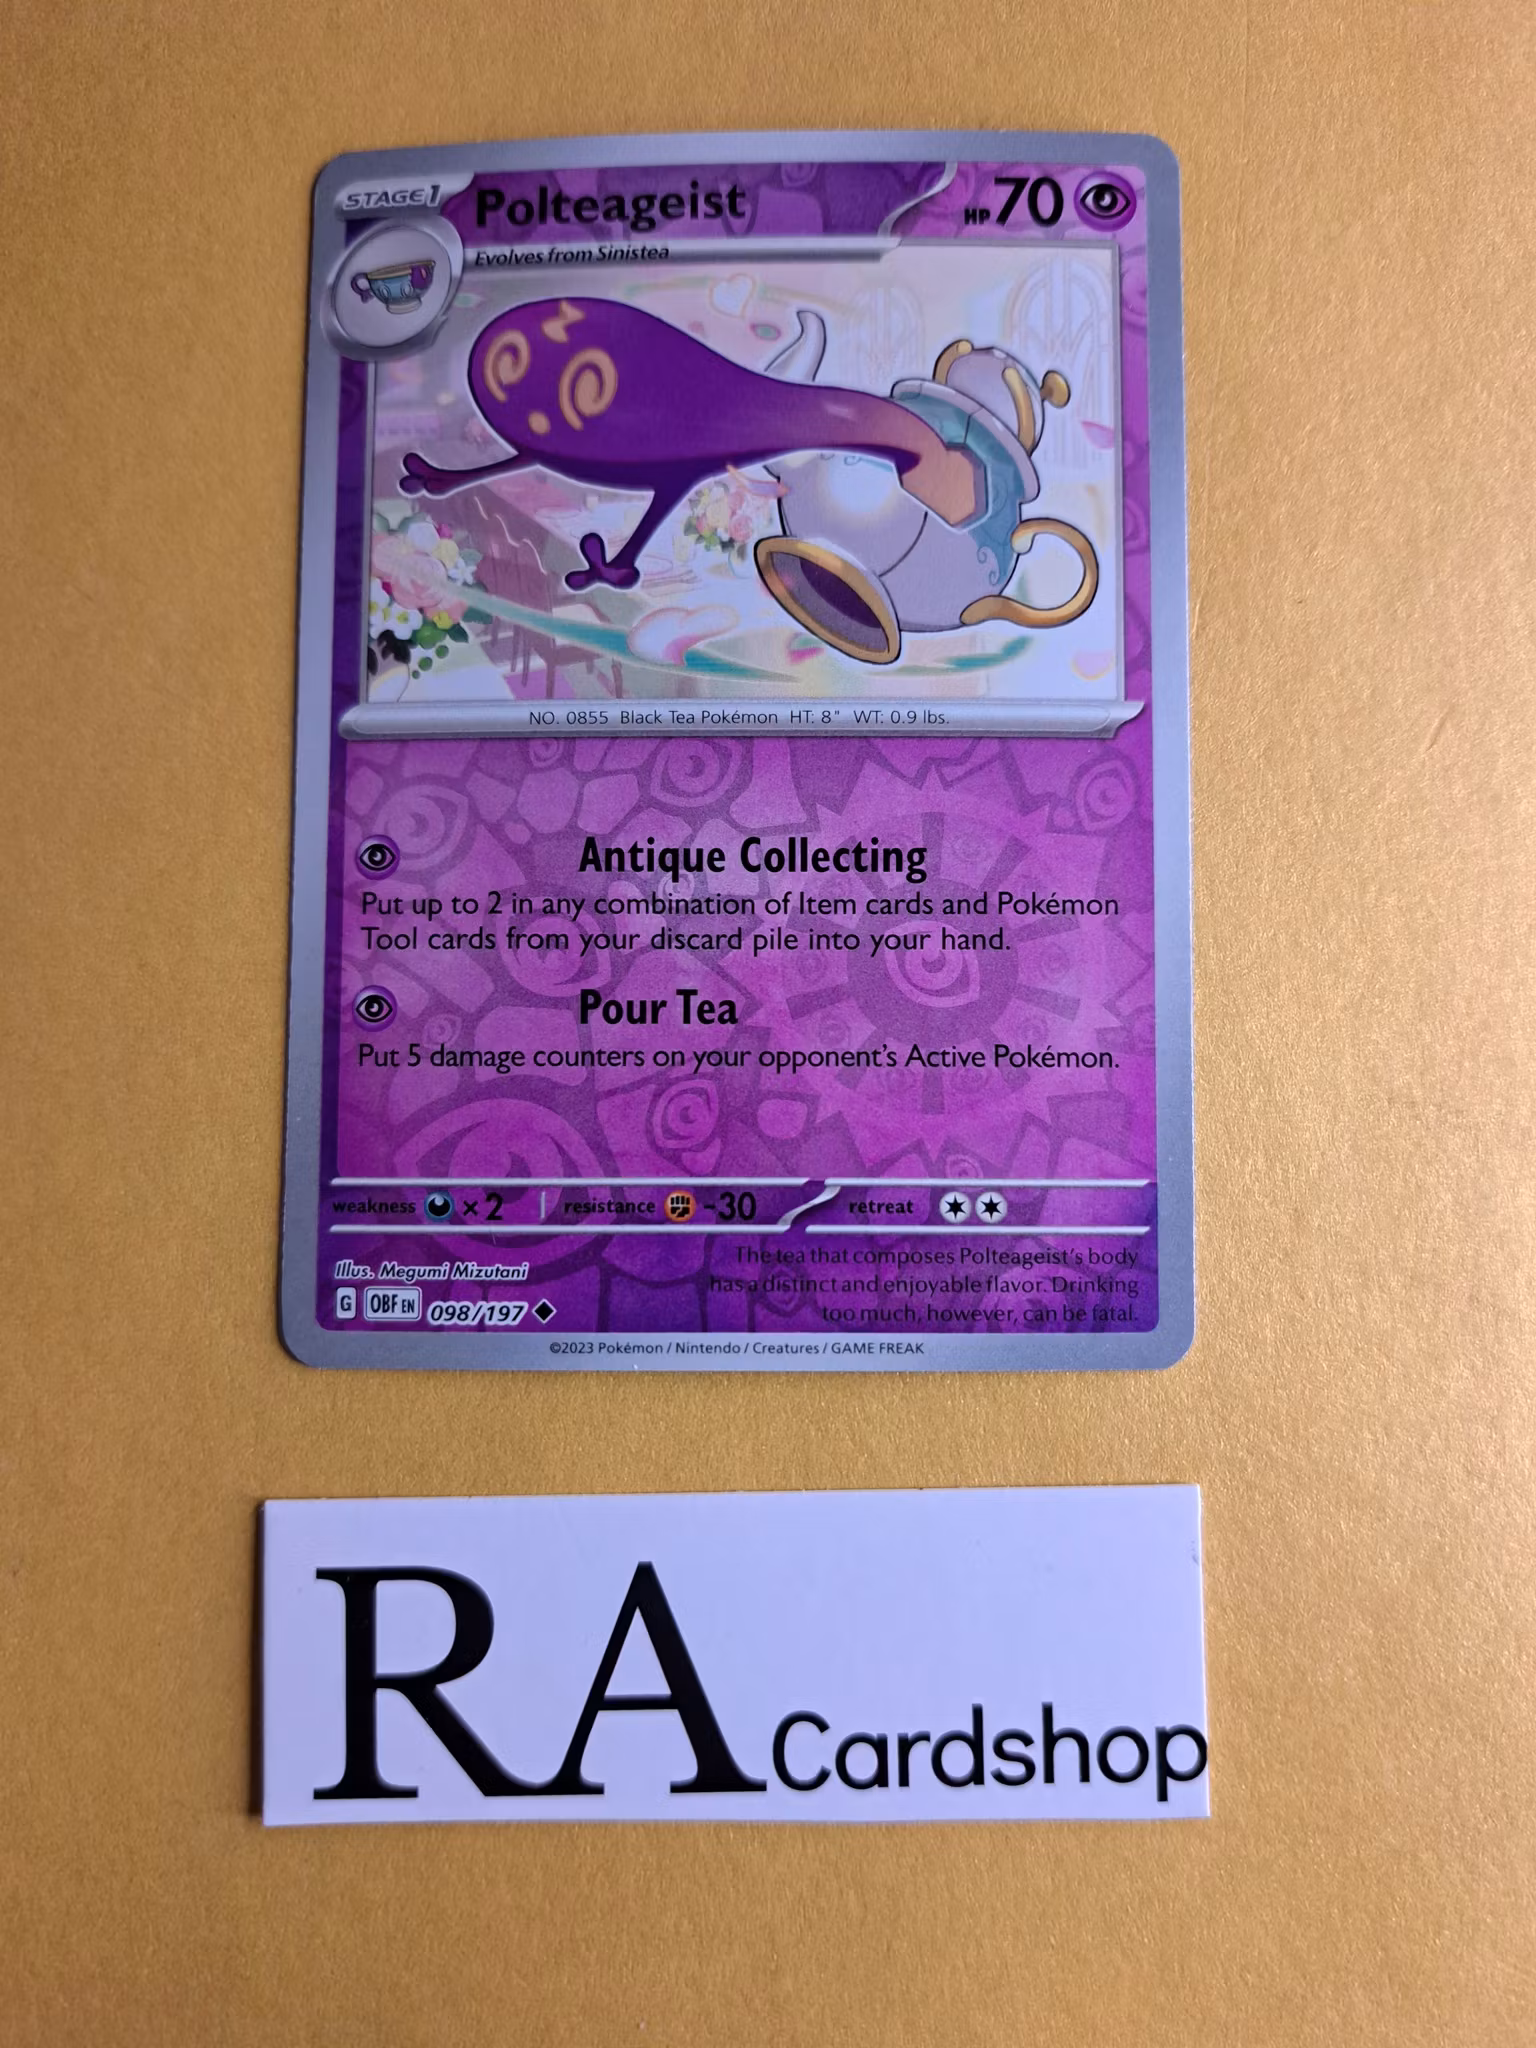 STAGE 1 Polteageist HP 70
Evolves from Sinistea
NO. 0855 Black Tea Pokémon HT: 8" WT: 0.9 lbs.
Antique Collecting
Put up to 2 in any combination of Item cards and Pokémon
Tool cards from your discard pile into your hand.
Pour Tea
Put 5 damage counters on your opponent's Active Pokémon.
weakness ×2 resistance -30 retreat
Illus. Megumi Mizutani
G OBF EN 098/197
The tea that composes Polteageist's body
has a distinct and enjoyable flavor. Drinking
too much, however, can be fatal.
©2023 Pokémon / Nintendo / Creatures / GAME FREAK
RA Cardshop